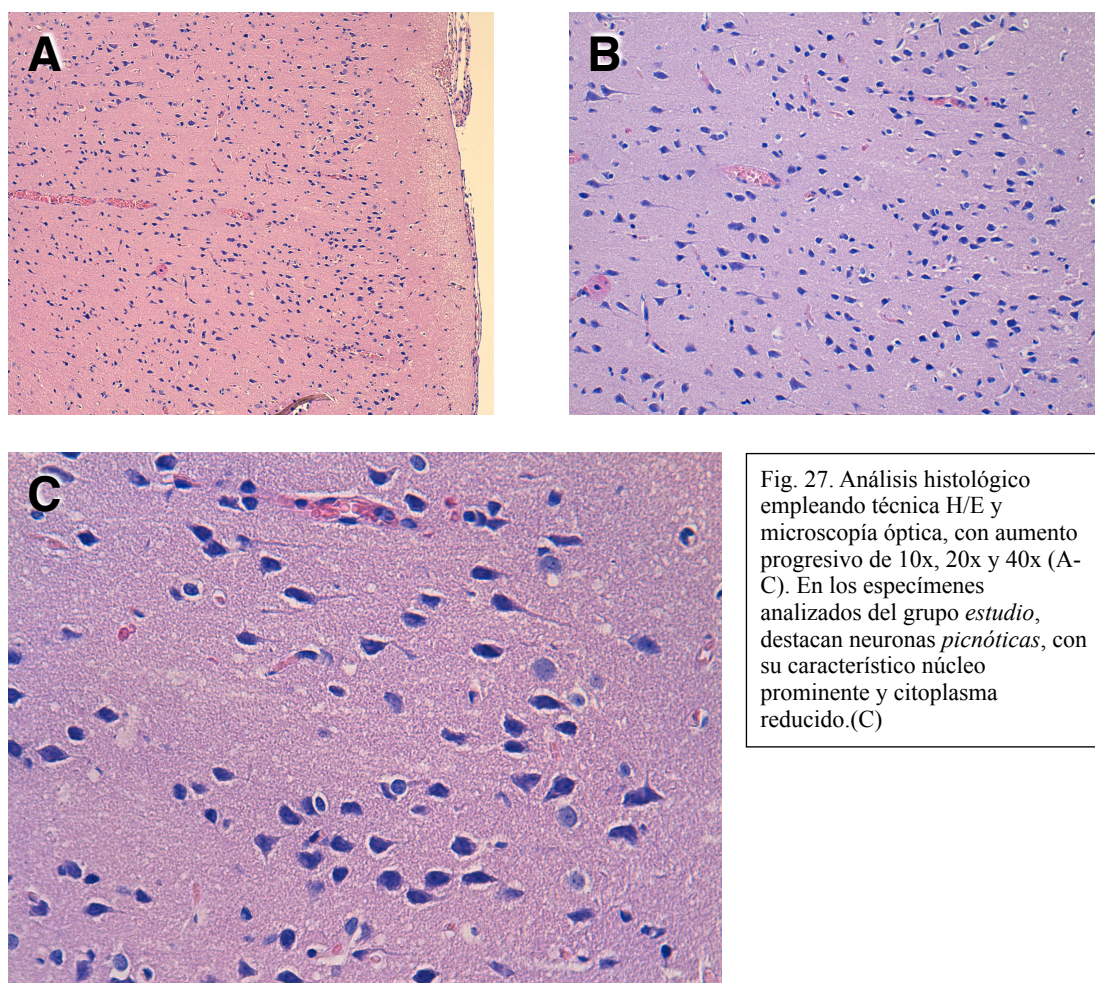 A
B
C
Fig. 27. Análisis histológico
empleando técnica H/E y
microscopía óptica, con aumento
progresivo de 10x, 20x y 40x (A-
C). En los especímenes
analizados del grupo estudio,
destacan neuronas picnóticas, con
su característico núcleo
prominente y citoplasma
reducido.(C)